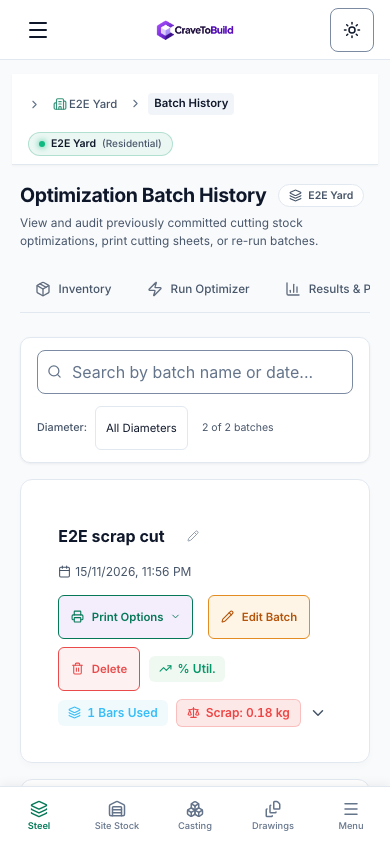 CraveToBuild
E2E Yard
Batch History
E2E Yard (Residential)
Optimization Batch History
E2E Yard
View and audit previously committed cutting stock
optimizations, print cutting sheets, or re-run batches.
Inventory
Run Optimizer
Results & P
Search by batch name or date...
Diameter:
All Diameters
2 of 2 batches
E2E scrap cut
15/11/2026, 11:56 PM
Print Options
Edit Batch
Delete
% Util.
1 Bars Used
Scrap: 0.18 kg
Steel
Site Stock
Casting
Drawings
Menu